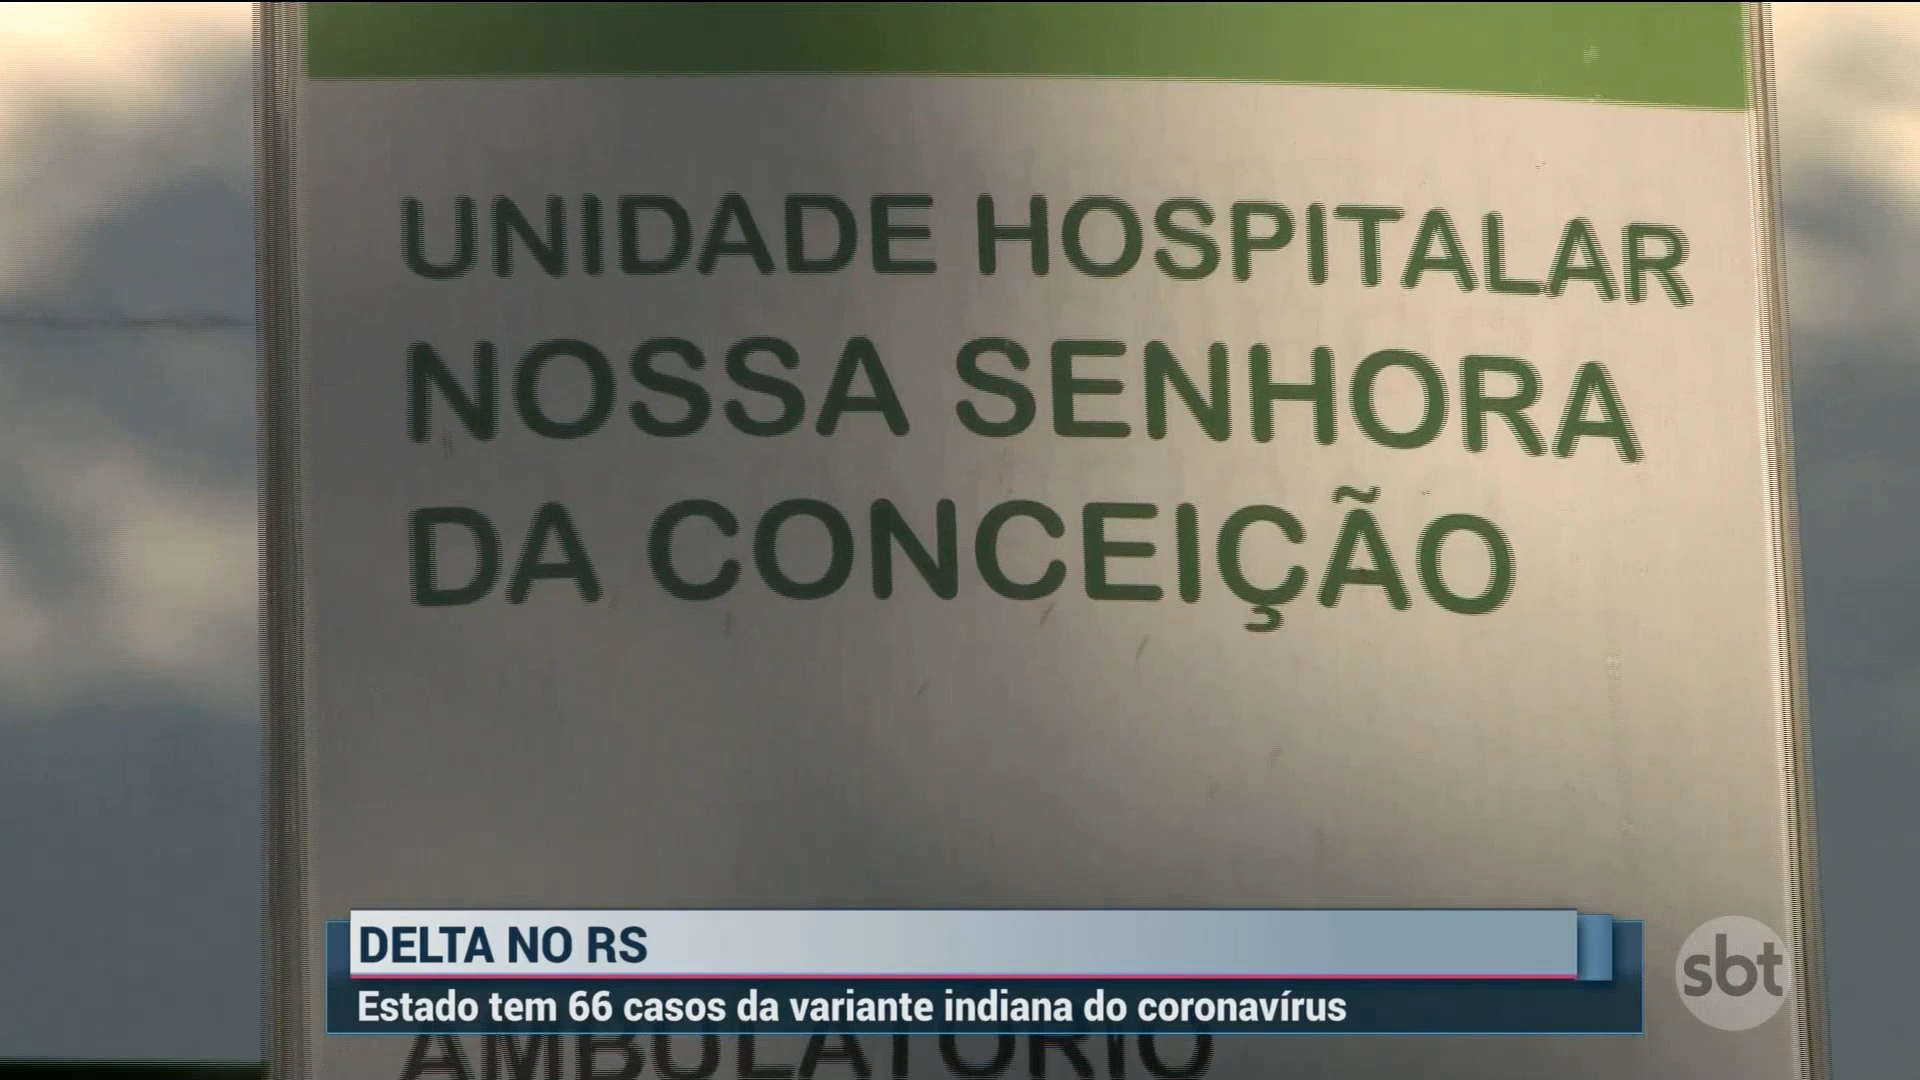 UNIDADE HOSPITALAR
NOSSA SENHORA
DA CONCEIÇÃO
DELTA NO RS
Estado tem 66 casos da variante indiana do coronavírus
sbt
AMBULATÓRIO